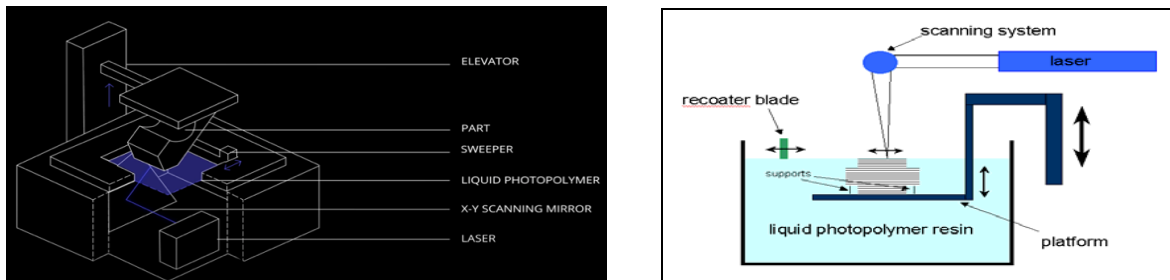 ELEVATOR
PART
SWEEPER
LIQUID PHOTOPOLYMER
X-Y SCANNING MIRROR
LASER
scanning system
laser
recoater blade
supports
liquid photopolymer resin
platform